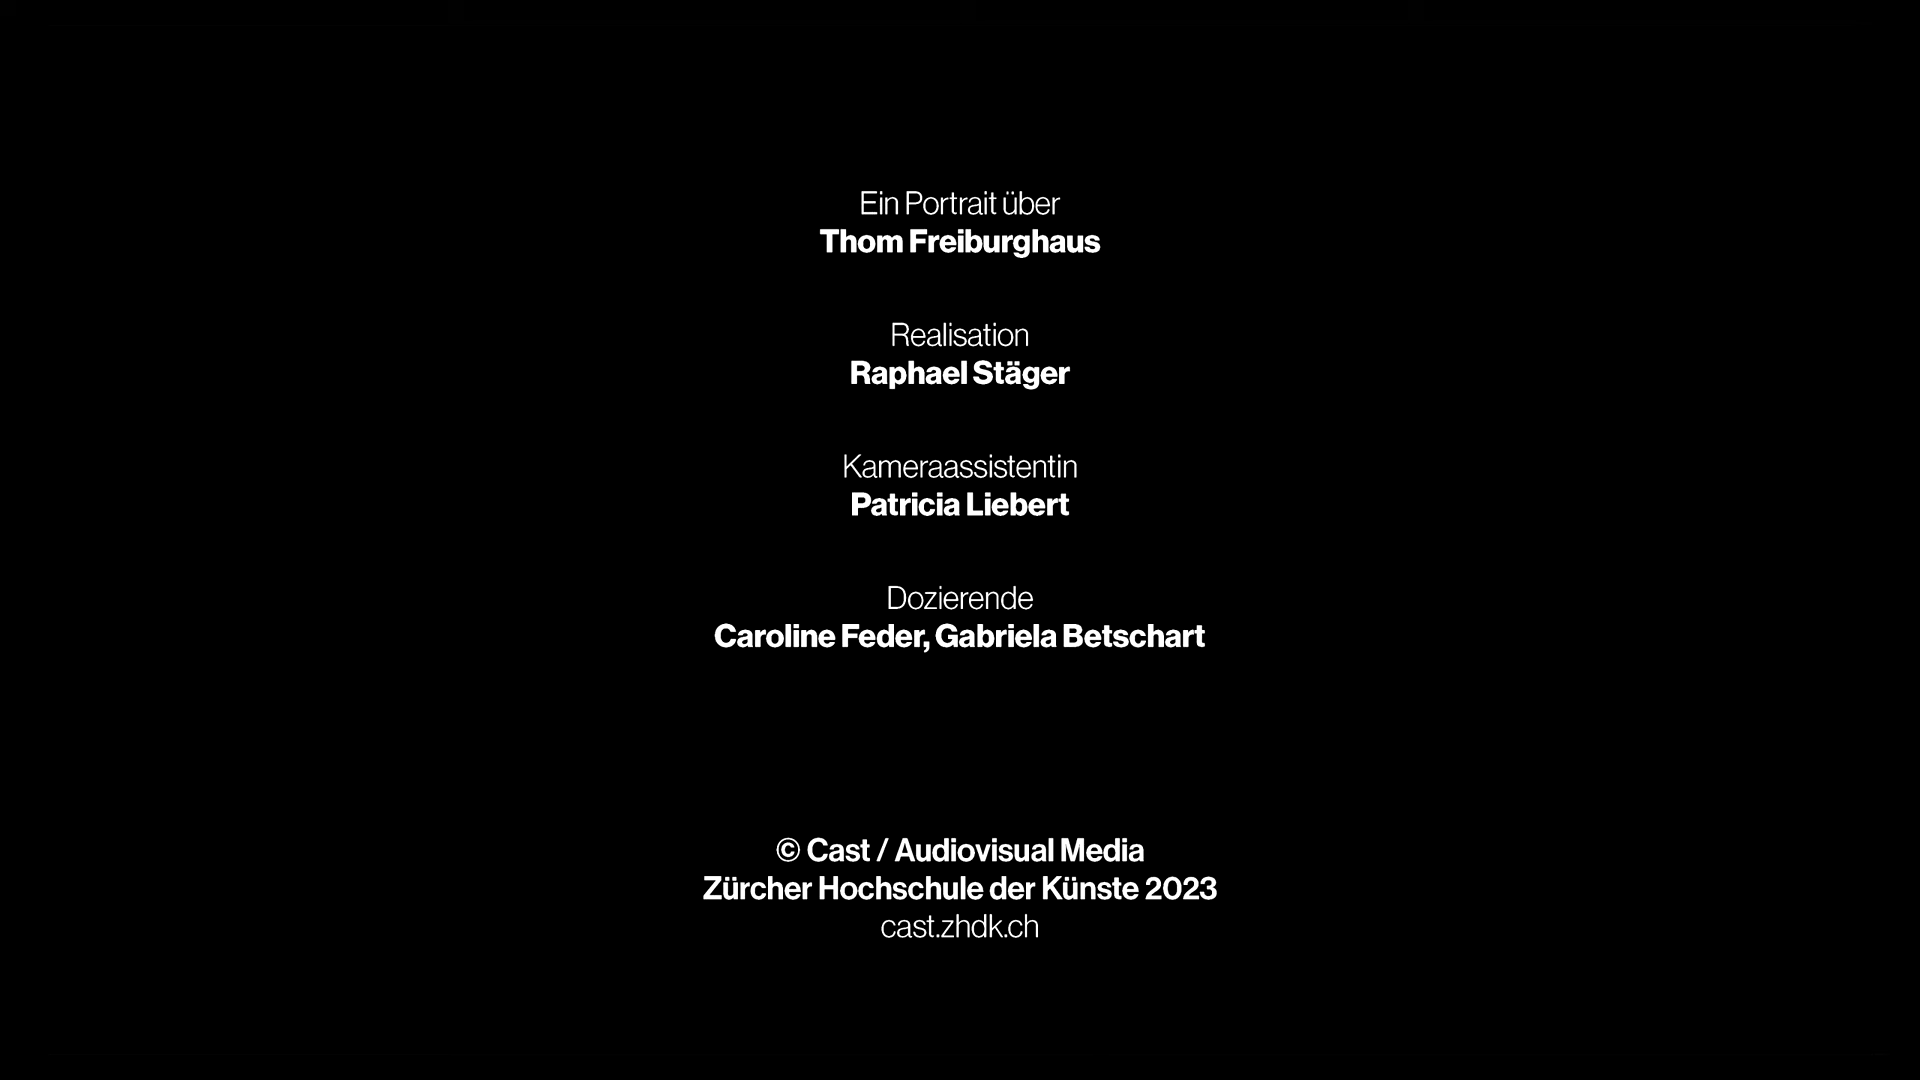 Ein Portrait über
Thom Freiburghaus
Realisation
Raphael Stäger
Kameraassistentin
Patricia Liebert
Dozierende
Caroline Feder, Gabriela Betschart
© Cast / Audiovisual Media
Zürcher Hochschule der Künste 2023
cast.zhdk.ch